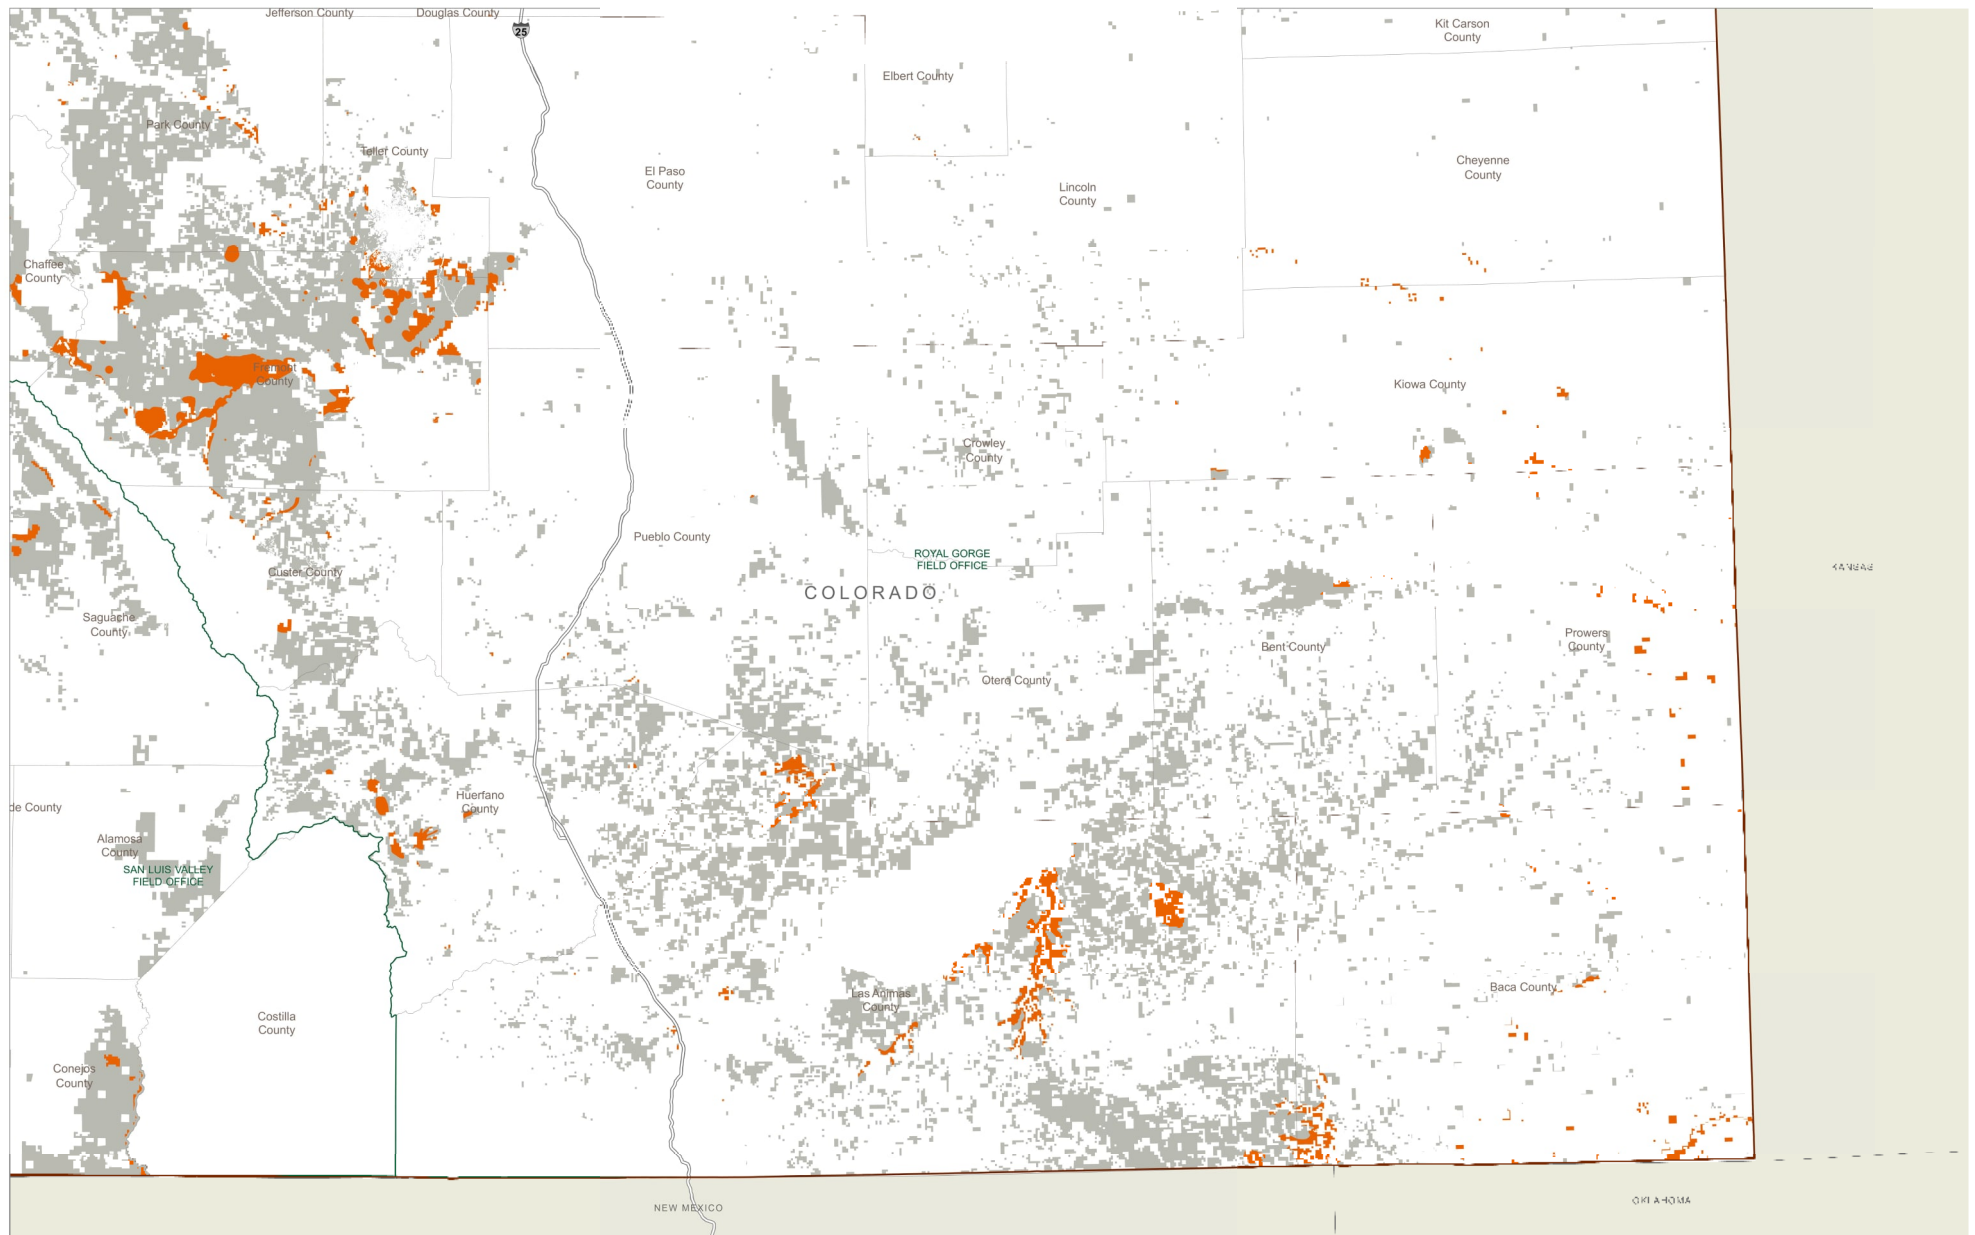 Jefferson County
Douglas County
25
Kit Carson
County
Elbert County
Park County
Teller County
El Paso
County
Cheyenne
County
Lincoln
County
Chaffee
County
Fremont
County
Kiowa County
Crowley
County
Pueblo County
ROYAL GORGE
FIELD OFFICE
KANSAS
Custer County
COLORADO
Saguache
County
Prowers
County
Bent County
Otero County
Huerfano
County
de County
Alamosa
County
SAN LUIS VALLEY
FIELD OFFICE
Las Animas
County
Baca County
Costilla
County
Conejos
County
NEW MEXICO
OKLAHOMA